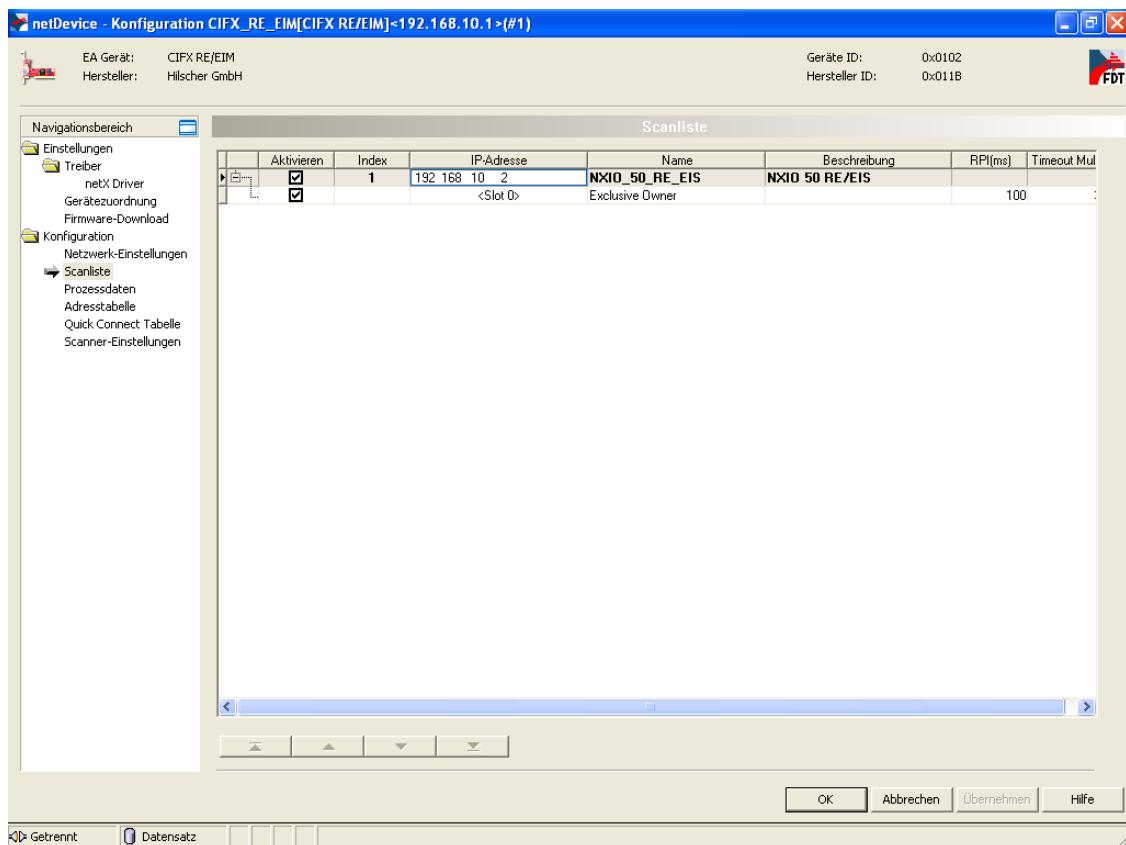 netDevice - Konfiguration CIFX_RE_EIM[CIFX RE/EIM]<192.168.10.1>(#1)
EA Gerät: CIFX RE/EIM Geräte ID: 0x0102
Hersteller: Hilscher GmbH Hersteller ID: 0x011B
FDT
Navigationsbereich
Einstellungen
Treiber
netX Driver
Gerätezuordnung
Firmware-Download
Konfiguration
Netzwerk-Einstellungen
Scanliste
Prozessdaten
Adresstabelle
Quick Connect Tabelle
Scanner-Einstellungen
Scanliste
Aktivieren Index IP-Adresse Name Beschreibung RPI(ms) Timeout Mul
1 192 168 10 2 NXIO_50_RE_EIS NXIO 50 RE/EIS
<Slot 0> Exclusive Owner 100
OK Abbrechen Übernehmen Hilfe
Getrennt Datensatz